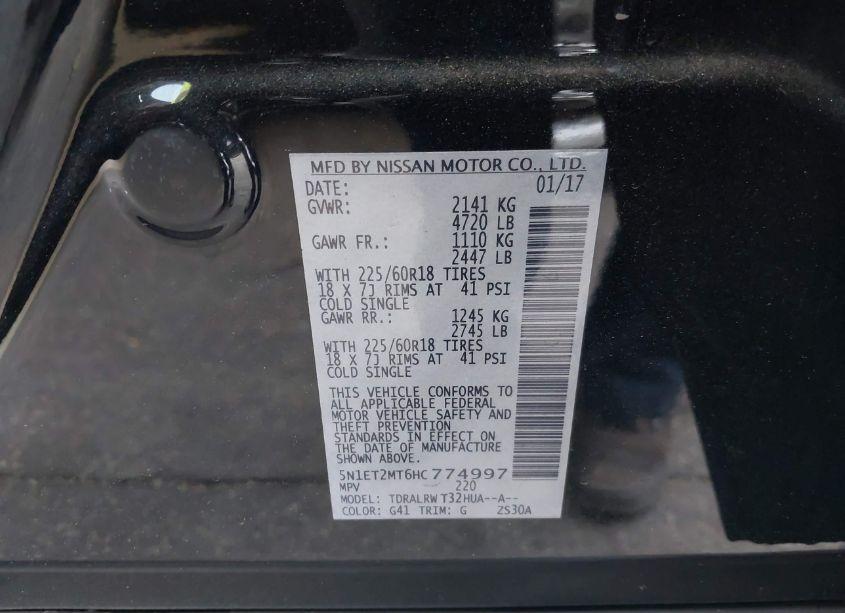 MFD BY NISSAN MOTOR CO., LTD.
DATE: 01/17
GVWR: 2141 KG
4720 LB
GAWR FR.: 1110 KG
2447 LB
WITH 225/60R18 TIRES
18 X 7J RIMS AT 41 PSI
COLD SINGLE
GAWR RR.: 1245 KG
2745 LB
WITH 225/60R18 TIRES
18 X 7J RIMS AT 41 PSI
COLD SINGLE
THIS VEHICLE CONFORMS TO
ALL APPLICABLE FEDERAL
MOTOR VEHICLE SAFETY AND
THEFT PREVENTION
STANDARDS IN EFFECT ON
THE DATE OF MANUFACTURE
SHOWN ABOVE.
5N1ET2MT6HC774997
MPV 220
MODEL: TDRALRW T32HUA--A--
COLOR: G41 TRIM: G 2S30A